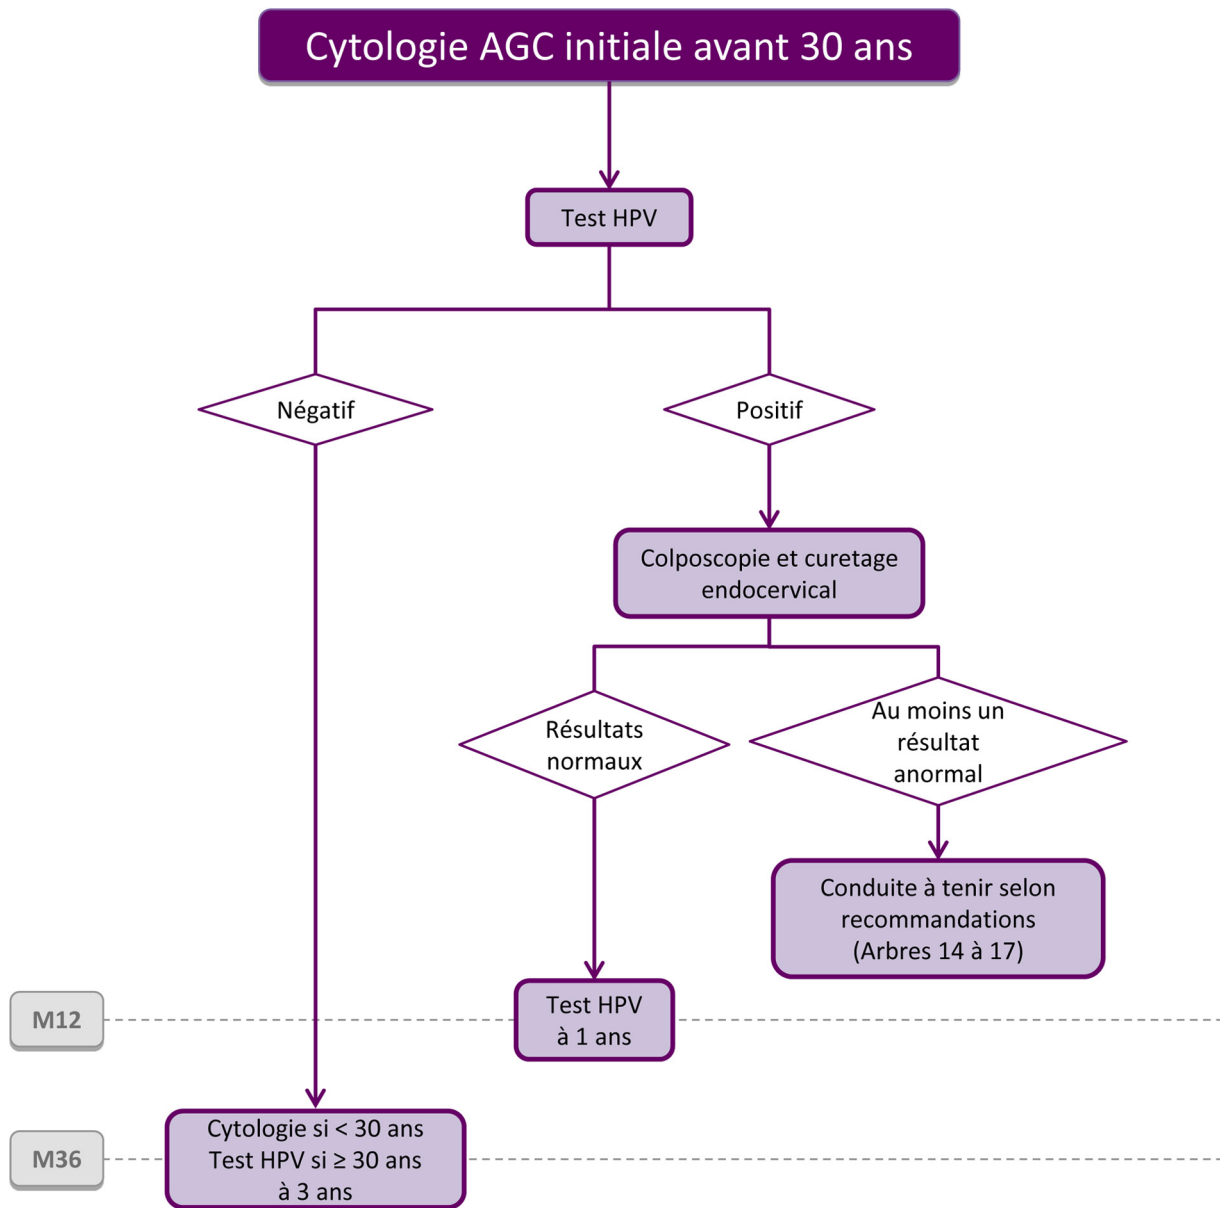 Cytologie AGC initiale avant 30 ans
Test HPV
Négatif
Positif
Colposcopie et curetage
endocervical
Résultats
normaux
Au moins un
résultat
anormal
Conduite à tenir selon
recommandations
(Arbres 14 à 17)
M12
Test HPV
à 1 ans
M36
Cytologie si < 30 ans
Test HPV si ≥ 30 ans
à 3 ans